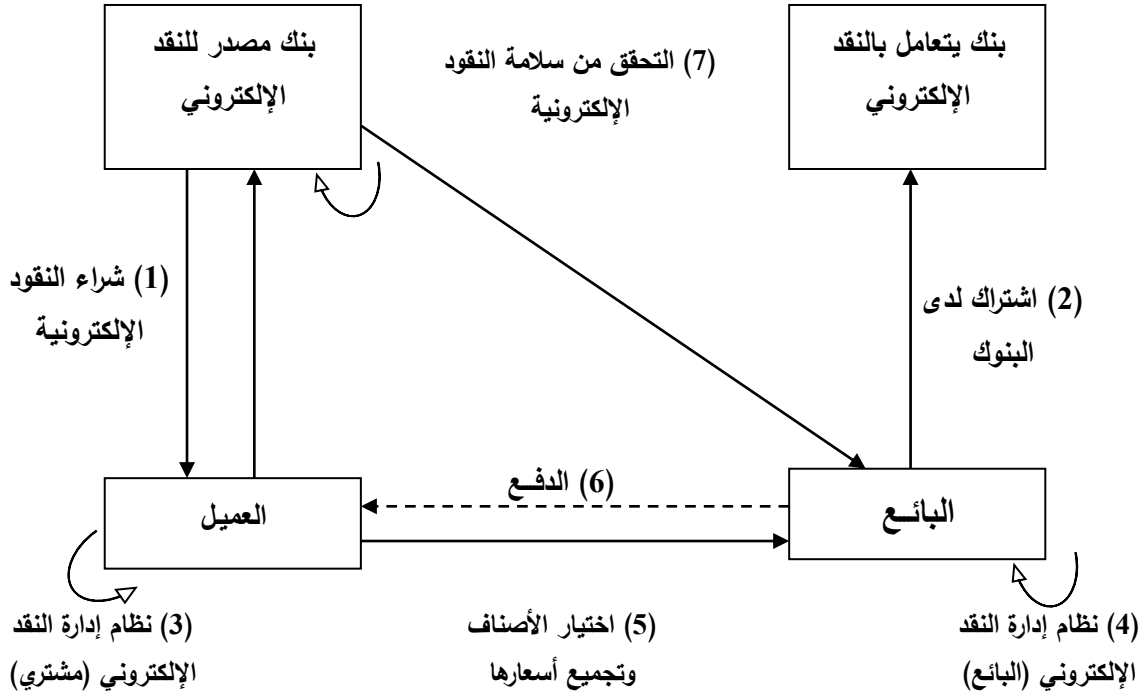 بنك مصدر للنقد
الإلكتروني
(7) التحقق من سلامة النقود
الإلكترونية
بنك يتعامل بالنقد
الإلكتروني
(1) شراء النقود
الإلكترونية
(2) اشتراك لدى
البنوك
العميل
(6) الدفــع
البائــع
(3) نظام إدارة النقد
الإلكتروني (مشتري)
(5) اختيار الأصناف
وتجميع أسعارها
(4) نظام إدارة النقد
الإلكتروني (البائع)